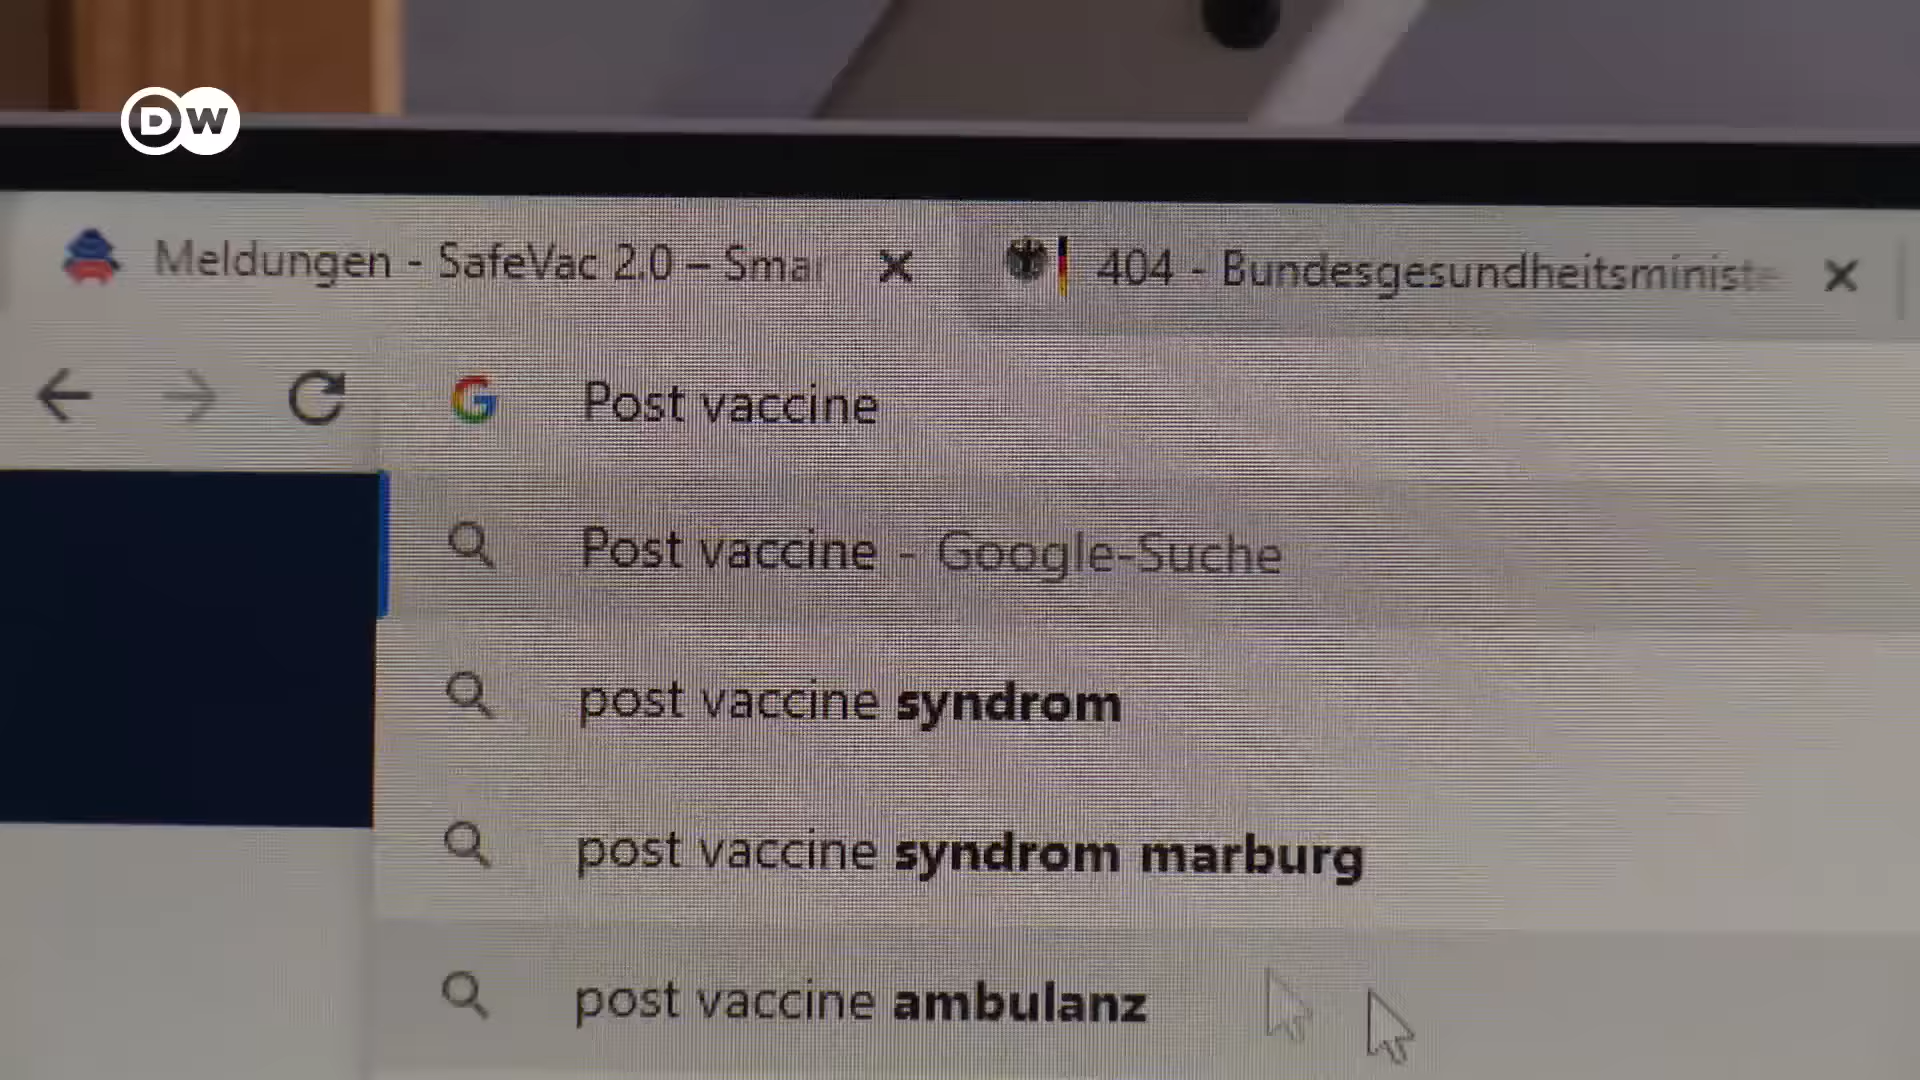 DW
Meldungen - SafeVac 2.0 – Sma
404 - Bundesgesundheitsministe
Post vaccine
Post vaccine - Google-Suche
post vaccine syndrom
post vaccine syndrom marburg
post vaccine ambulanz